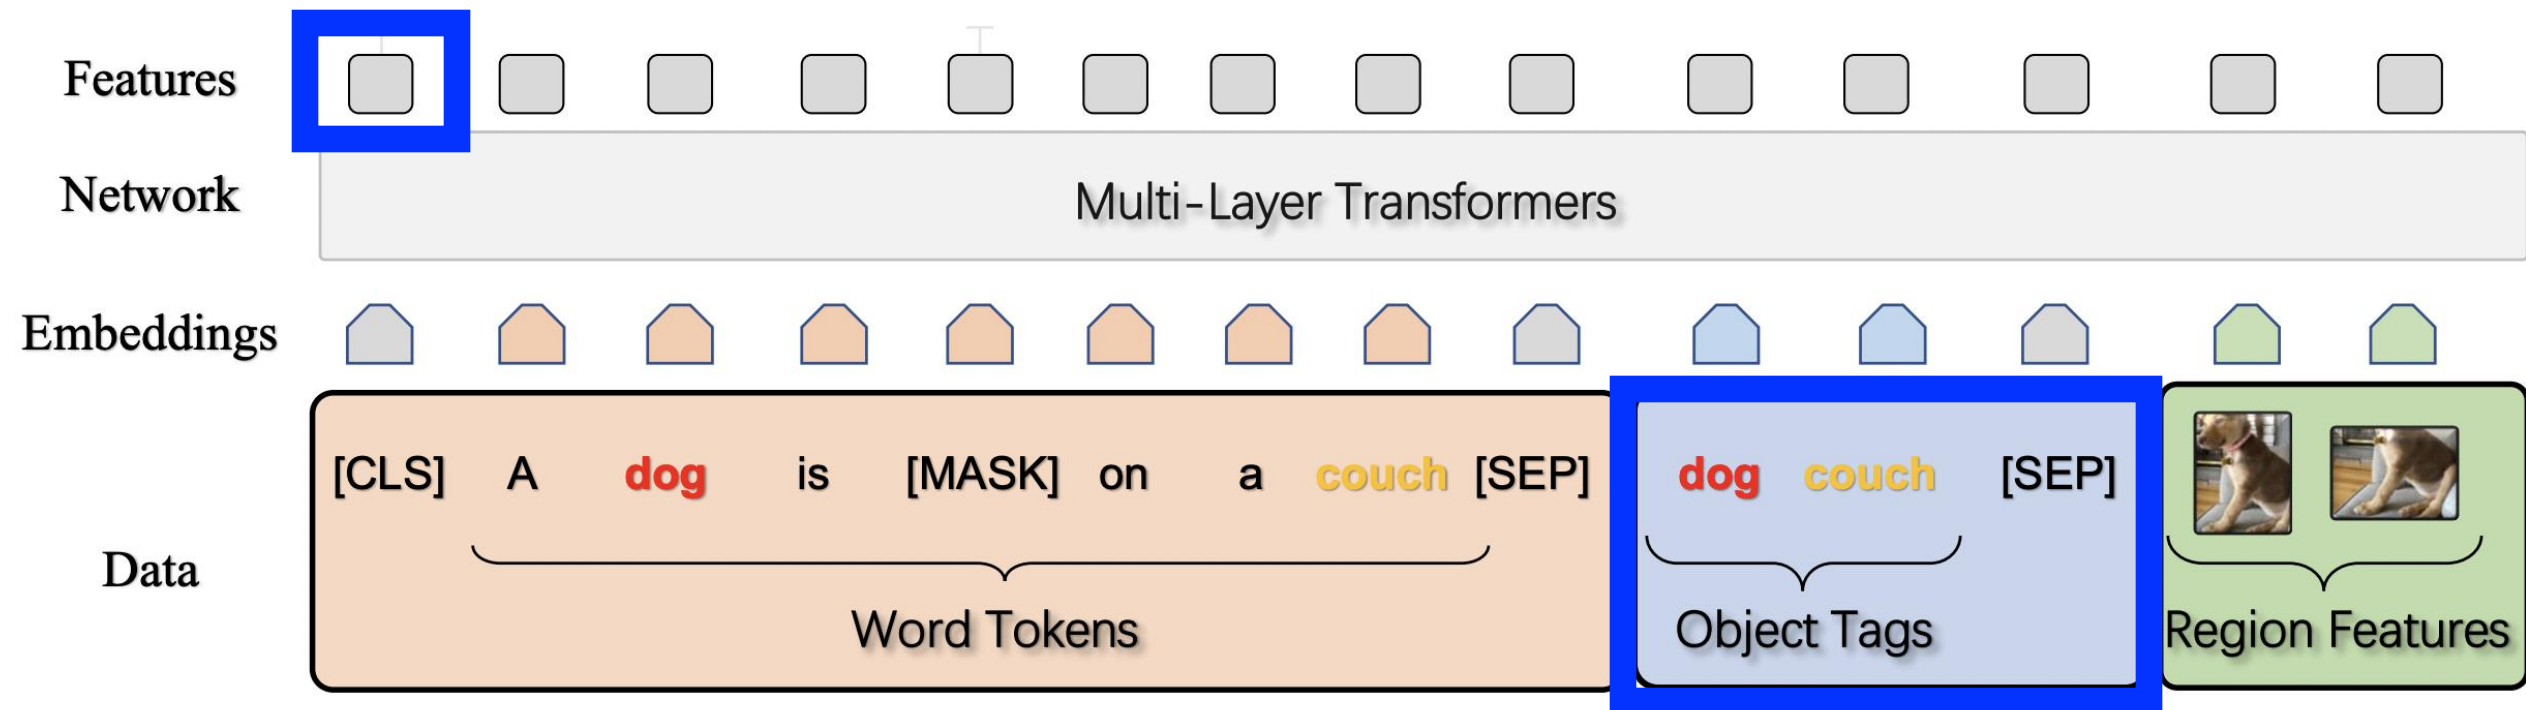 Features
Network
Multi-Layer Transformers
Embeddings
Data
[CLS] A dog is [MASK] on a couch [SEP] dog couch [SEP]
Word Tokens
Object Tags
Region Features